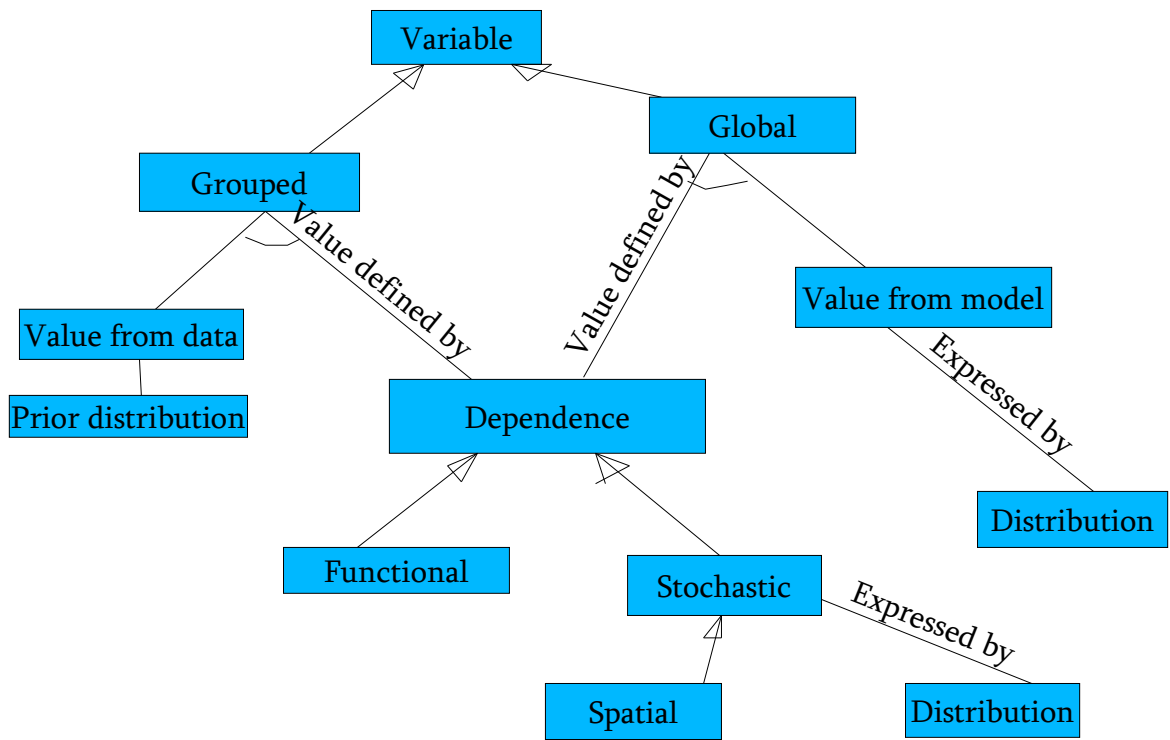 Variable
Global
Grouped
Value defined by
Value defined by
Value from model
Value from data
Expressed by
Prior distribution
Dependence
Distribution
Functional
Stochastic
Expressed by
Spatial
Distribution